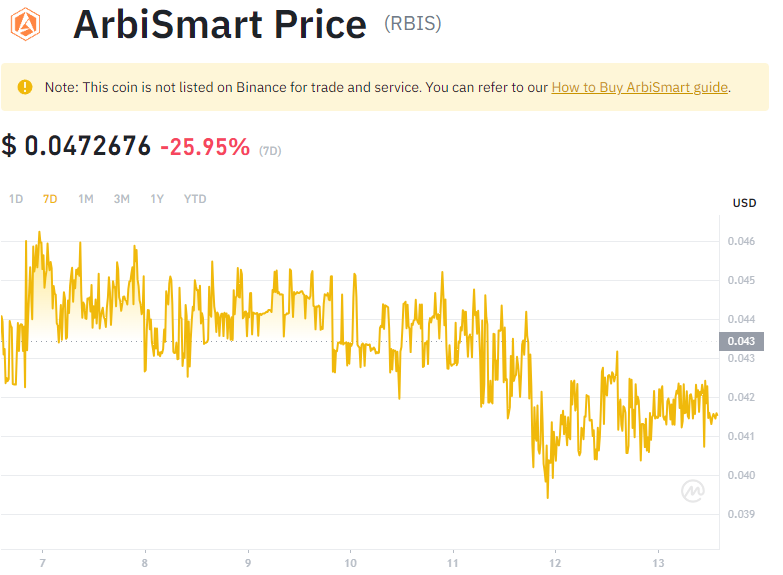 ArbiSmart Price (RBIS)
Note: This coin is not listed on Binance for trade and service. You can refer to our How to Buy ArbiSmart guide.
$ 0.0472676 -25.95% (7D)
1D 7D 1M 3M 1Y YTD
USD
0.046
0.045
0.044
0.043
0.043
0.042
0.041
0.040
0.039
7 8 9 10 11 12 13